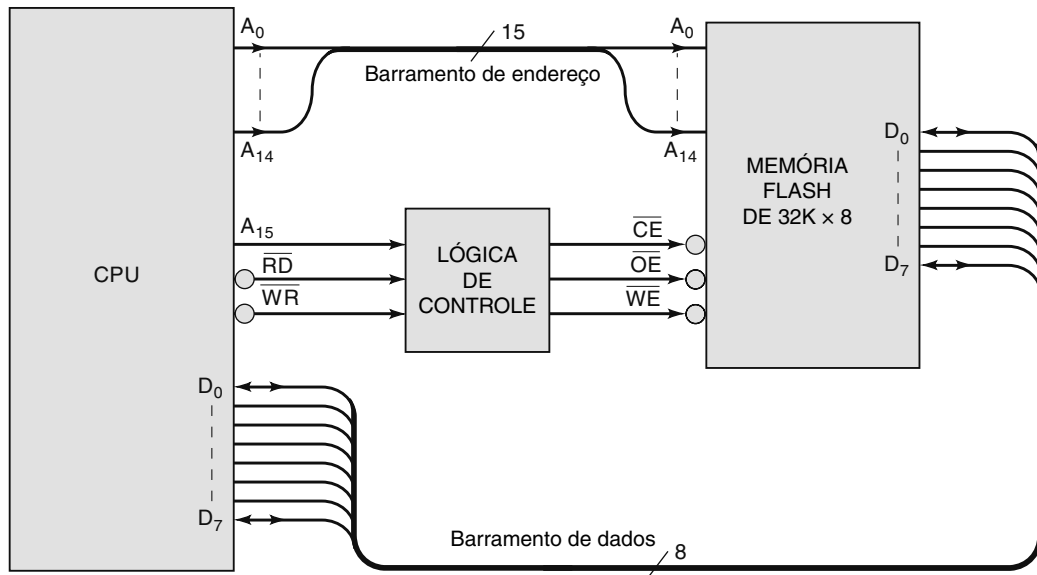 A0
15
A0
Barramento de endereço
A14
A14
D0
MEMÓRIA
FLASH
DE 32K × 8
D7
A15
CE
RD
LÓGICA
DE
CONTROLE
OE
WR
WE
CPU
D0
D7
Barramento de dados
8